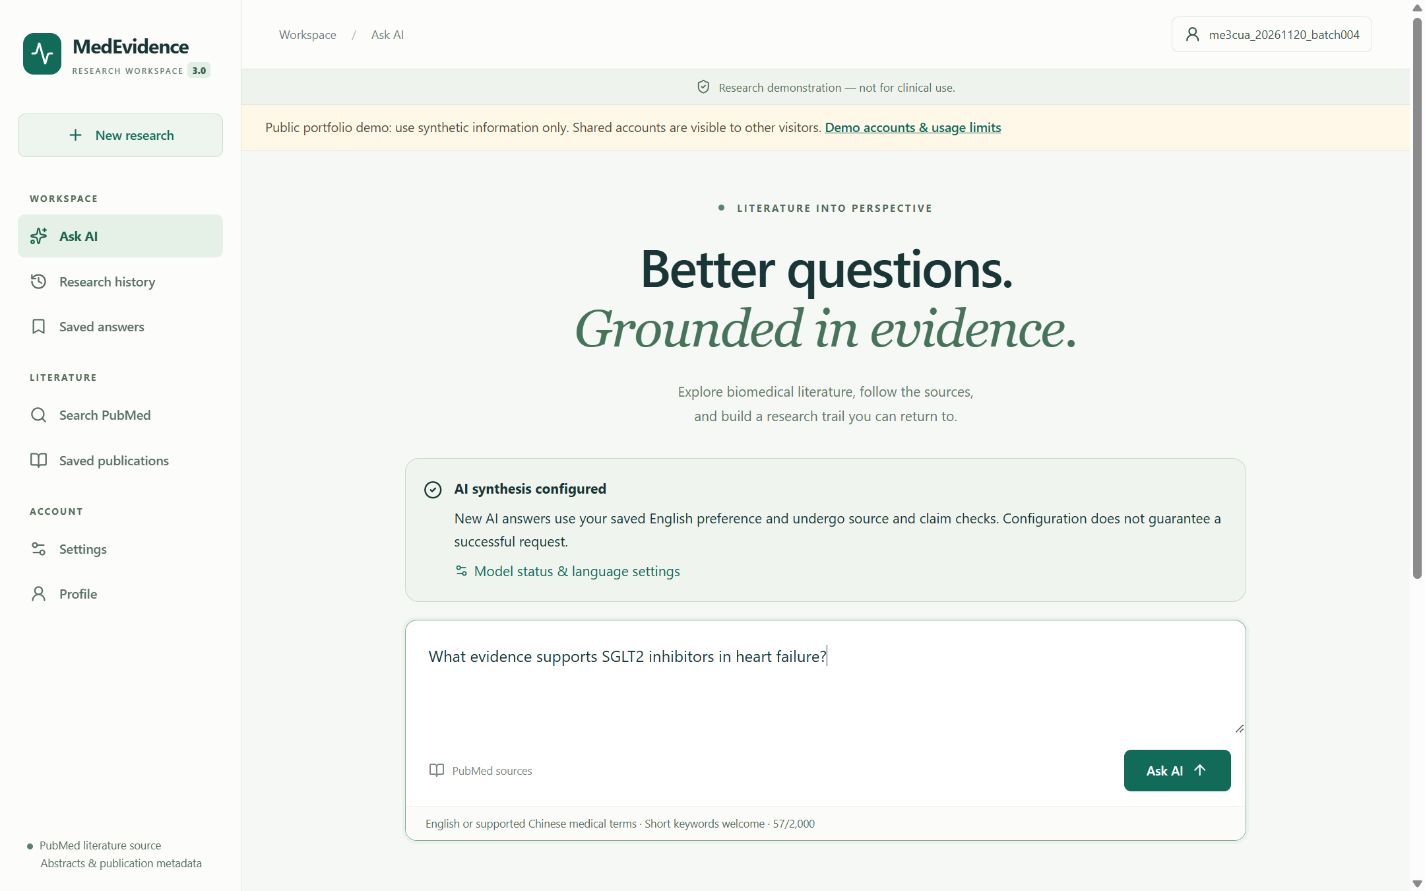 MedEvidence
RESEARCH WORKSPACE 3.0
New research
WORKSPACE
Ask AI
Research history
Saved answers
LITERATURE
Search PubMed
Saved publications
ACCOUNT
Settings
Profile
PubMed literature source
Abstracts & publication metadata
Workspace / Ask AI
me3cua_20261120_batch004
Research demonstration — not for clinical use.
Public portfolio demo: use synthetic information only. Shared accounts are visible to other visitors. Demo accounts & usage limits
LITERATURE INTO PERSPECTIVE
Better questions.
Grounded in evidence.
Explore biomedical literature, follow the sources,
and build a research trail you can return to.
AI synthesis configured
New AI answers use your saved English preference and undergo source and claim checks. Configuration does not guarantee a
successful request.
Model status & language settings
What evidence supports SGLT2 inhibitors in heart failure?
PubMed sources
Ask AI
English or supported Chinese medical terms · Short keywords welcome · 57/2,000